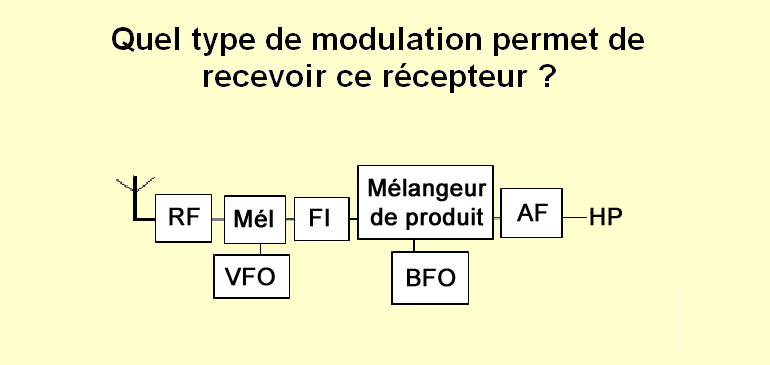 Quel type de modulation permet de
recevoir ce récepteur ?
RF
Mél
FI
Mélangeur
de produit
AF
HP
VFO
BFO